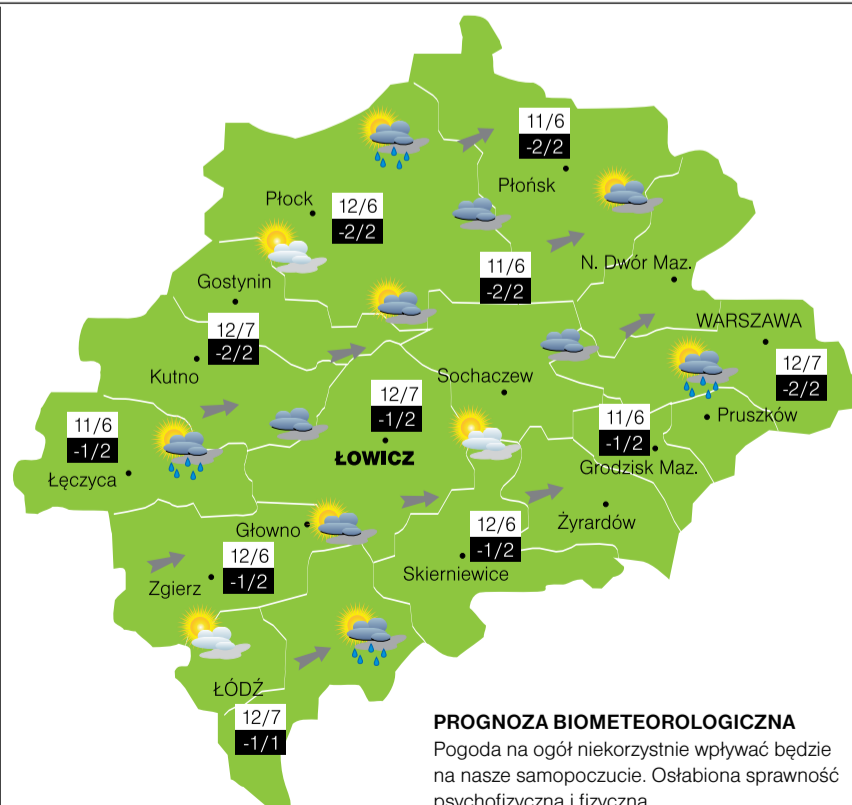 11/6
-2/2
Płońsk
Płock
12/6
-2/2
11/6
-2/2
N. Dwór Maz.
Gostynin
12/7
-2/2
Kutno
WARSZAWA
12/7
-2/2
Pruszków
Sochaczew
12/7
-1/2
ŁOWICZ
11/6
-1/2
Łęczyca
11/6
-1/2
Grodzisk Maz.
Żyrardów
Głowno
12/6
-1/2
Skierniewice
12/6
-1/2
Zgierz
ŁÓDŹ
12/7
-1/1
PROGNOZA BIOMETEOROLOGICZNA
Pogoda na ogół niekorzystnie wpływać będzie
na nasze samopoczucie. Osłabiona sprawność
psychofizyczna i fizyczna